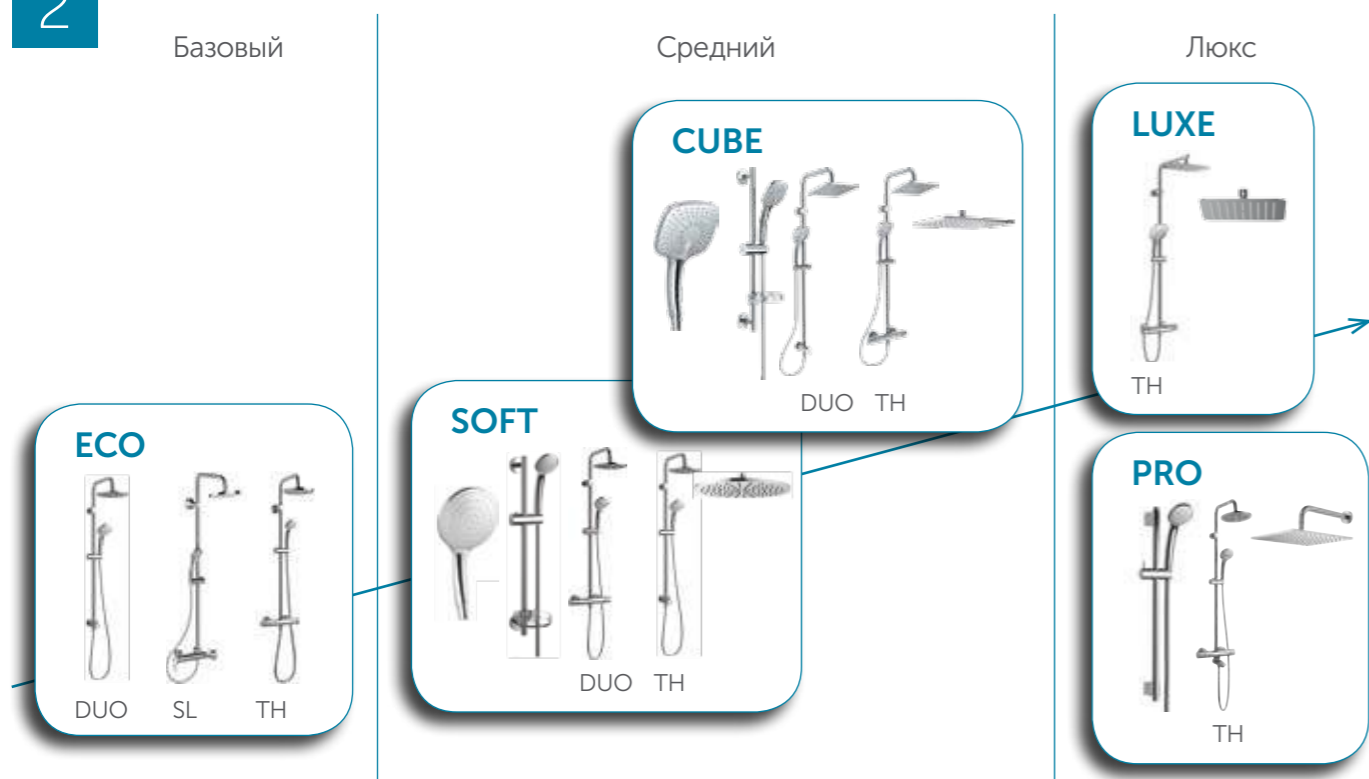 2
Базовый
Средний
Люкс
CUBE
DUO TH
LUXE
TH
SOFT
DUO TH
ECO
DUO SL TH
PRO
TH